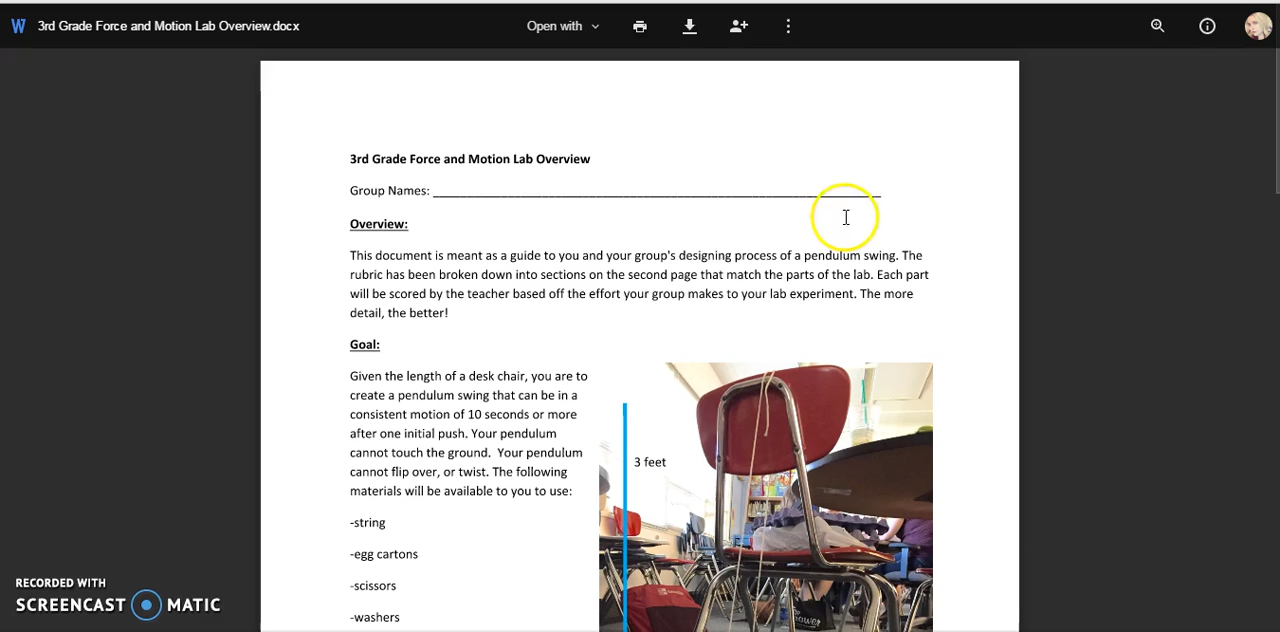 W 3rd Grade Force and Motion Lab Overview.docx
Open with
3rd Grade Force and Motion Lab Overview
Group Names: ____________________________________________________________________
Overview:
This document is meant as a guide to you and your group's designing process of a pendulum swing. The
rubric has been broken down into sections on the second page that match the parts of the lab. Each part
will be scored by the teacher based off the effort your group makes to your lab experiment. The more
detail, the better!
Goal:
Given the length of a desk chair, you are to
create a pendulum swing that can be in a
consistent motion of 10 seconds or more
after one initial push. Your pendulum
cannot touch the ground.  Your pendulum
cannot flip over, or twist. The following
materials will be available to you to use:
-string
-egg cartons
-scissors
-washers
3 feet
RECORDED WITH
SCREENCAST MATIC